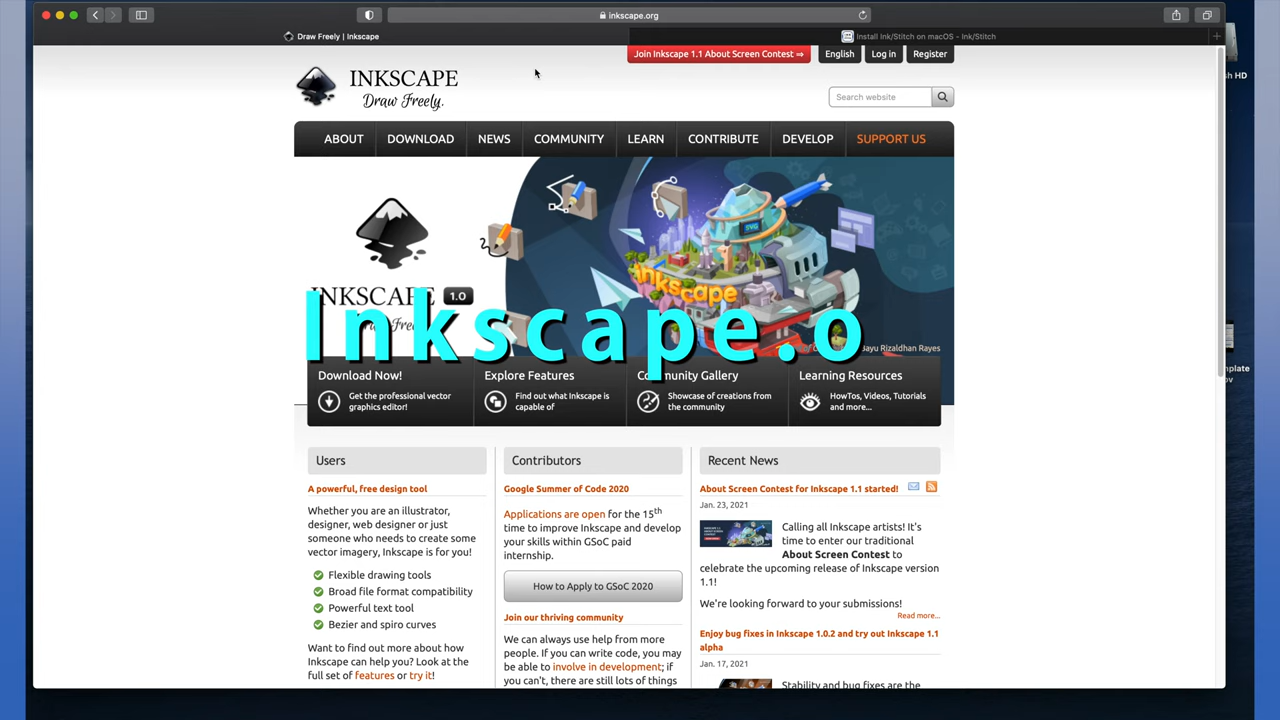 inkscape.org
Draw Freely | Inkscape
Install Ink/Stitch on macOS - Ink/Stitch
Join Inkscape 1.1 About Screen Contest ⇒
English
Log in
Register
INKSCAPE
Draw Freely.
Search website
ABOUT
DOWNLOAD
NEWS
COMMUNITY
LEARN
CONTRIBUTE
DEVELOP
SUPPORT US
SVG
inkscape
INKSCAPE 1.0
Inkscape.o
Bayu Rizaldhan Rayes
Download Now!
Get the professional vector
graphics editor!
Explore Features
Find out what Inkscape is
capable of
Community Gallery
Showcase of creations from
the community
Learning Resources
HowTos, Videos, Tutorials
and more...
Users
A powerful, free design tool
Whether you are an illustrator,
designer, web designer or just
someone who needs to create some
vector imagery, Inkscape is for you!
Flexible drawing tools
Broad file format compatibility
Powerful text tool
Bezier and spiro curves
Want to find out more about how
Inkscape can help you? Look at the
full set of features or try it!
Contributors
Google Summer of Code 2020
Applications are open for the 15th
time to improve Inkscape and develop
your skills within GSoC paid
internship.
How to Apply to GSoC 2020
Join our thriving community
We can always use help from more
people. If you can write code, you may
be able to involve in development; if
you can't, there are still lots of things
Recent News
About Screen Contest for Inkscape 1.1 started!
Jan. 23, 2021
Calling all Inkscape artists! It's
time to enter our traditional
About Screen Contest to
celebrate the upcoming release of Inkscape version
1.1!
We're looking forward to your submissions!
Read more...
Enjoy bug fixes in Inkscape 1.0.2 and try out Inkscape 1.1
alpha
Jan. 17, 2021
Stability and bug fixes are the